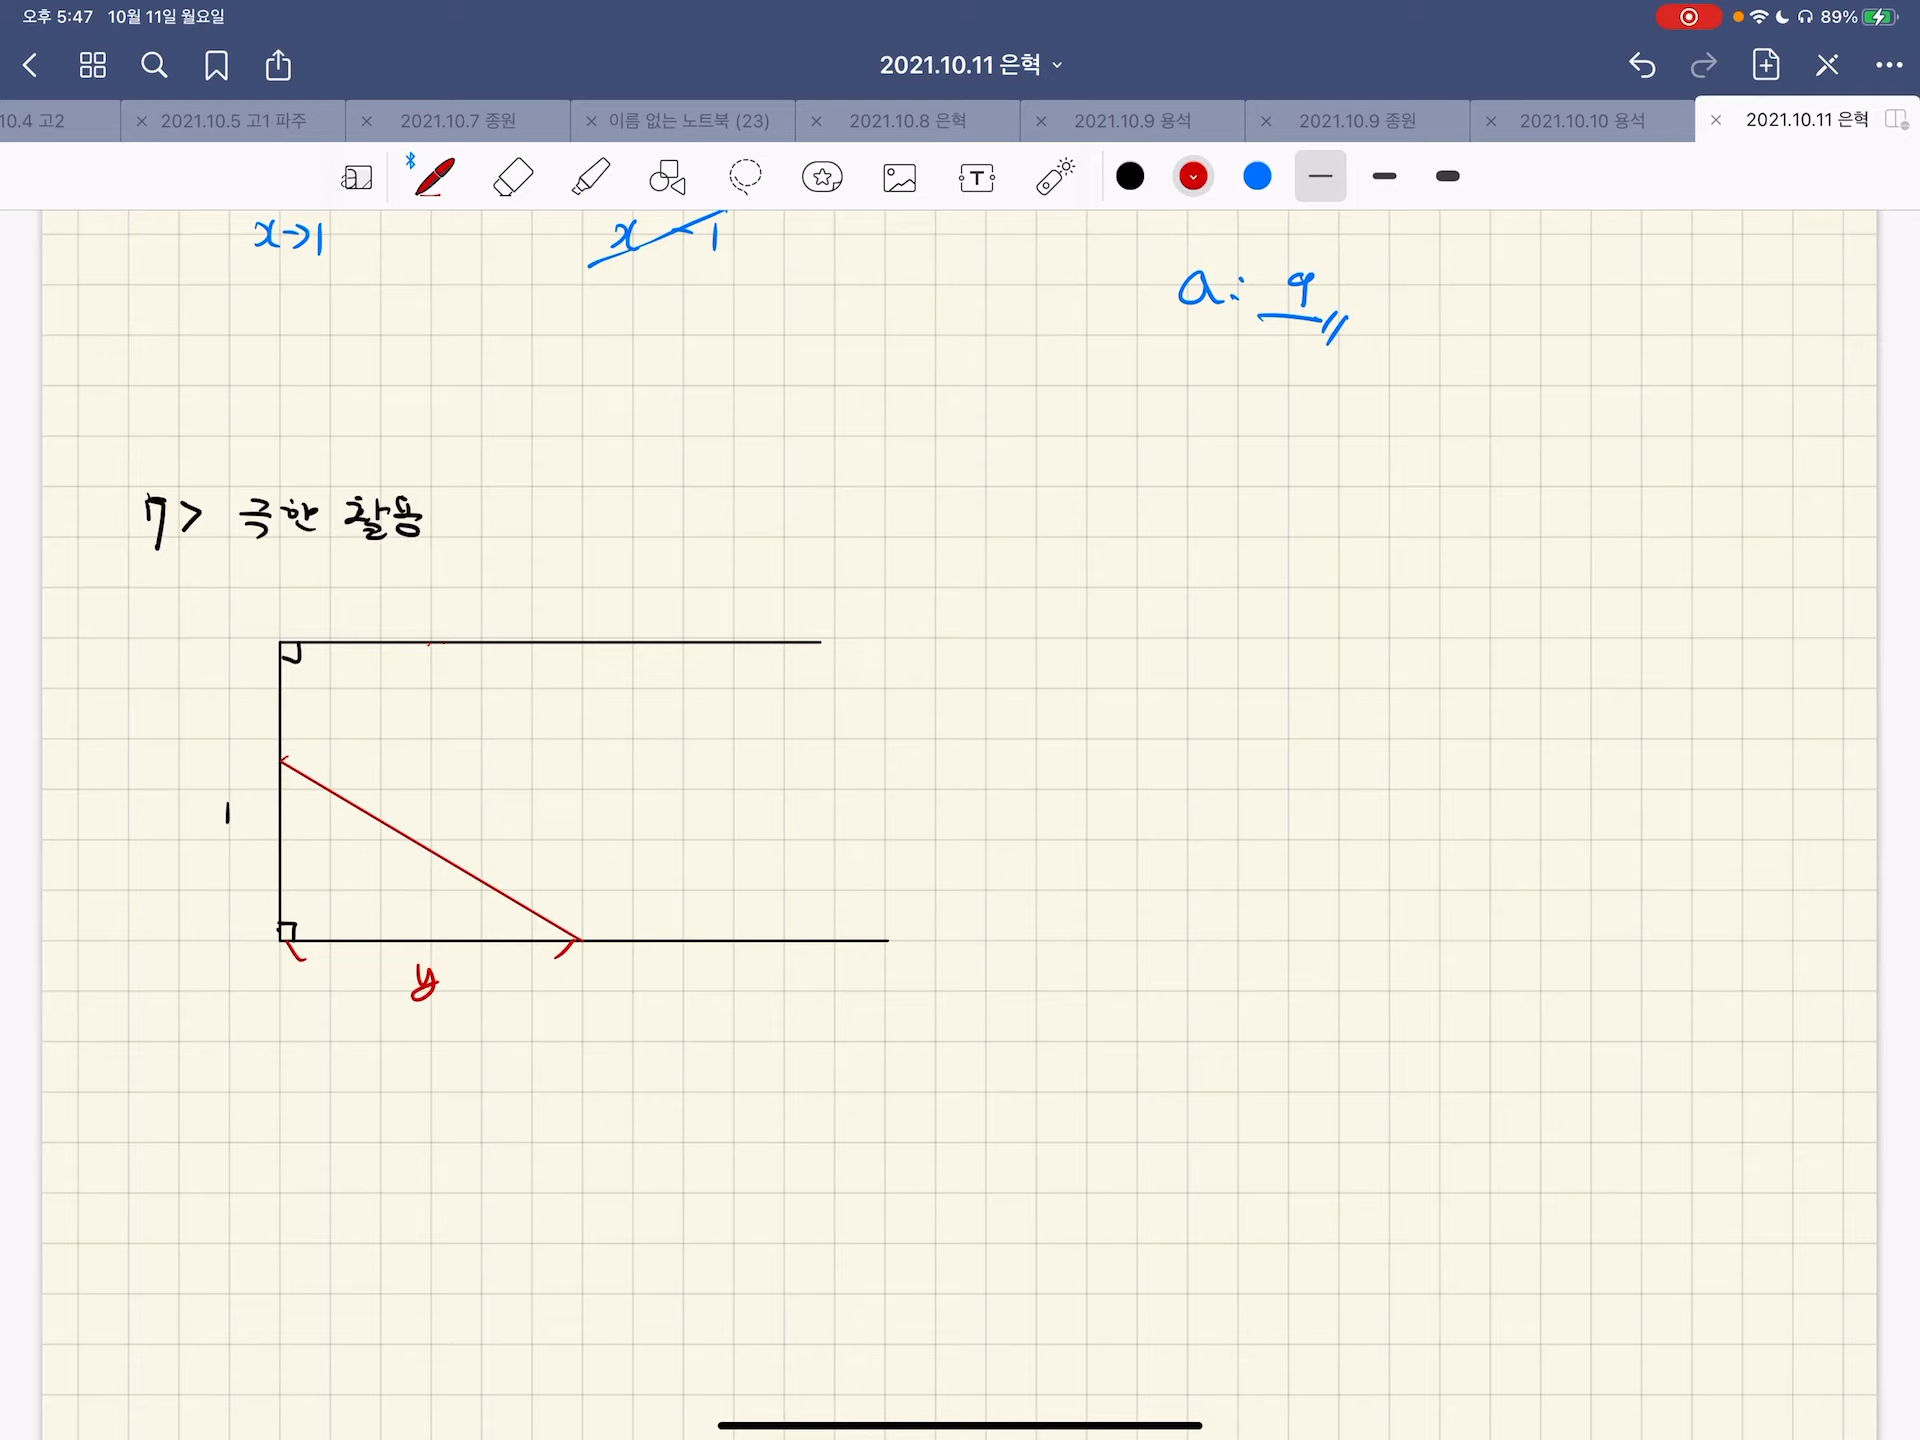 오후 5:47 10월 11일 월요일
89%
2021.10.11 은혁
10.4 고2
2021.10.5 고1 파주
2021.10.7 종원
이름 없는 노트북 (23)
2021.10.8 은혁
2021.10.9 용석
2021.10.9 종원
2021.10.10 용석
2021.10.11 은혁
x→1
x-1
a: 9
7> 극한 활용
1
y